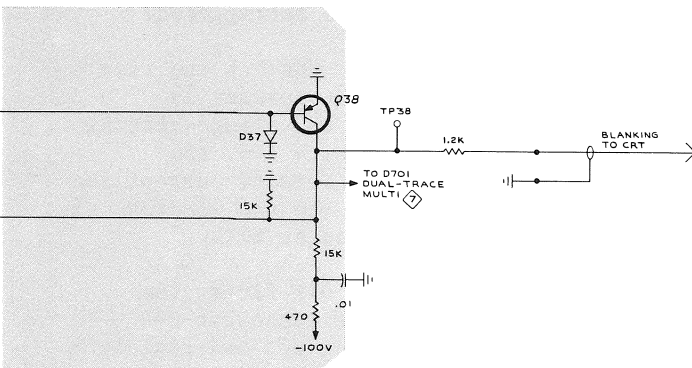 Q38
TP38
D37
1.2K
BLANKING
TO CRT
TO D701
DUAL-TRACE
MULTI 7
15K
15K
.01
470
-100V